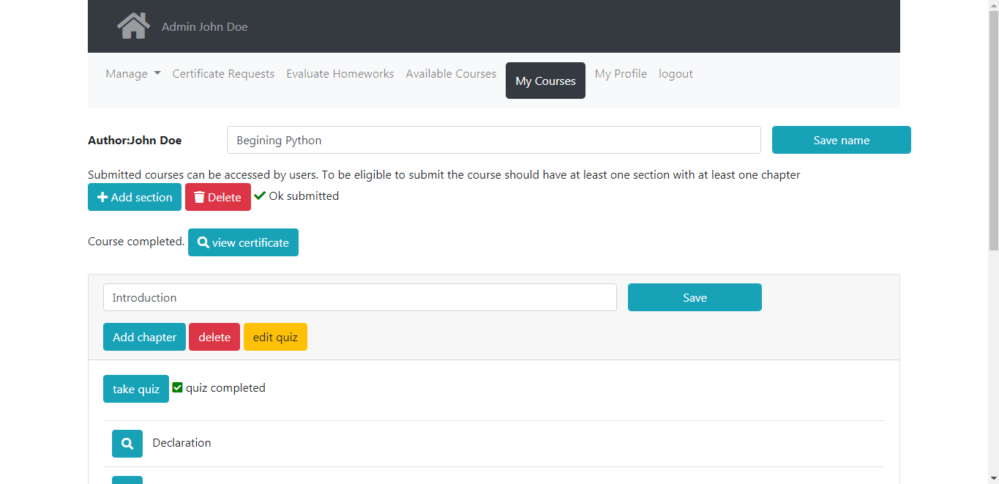 Admin John Doe
Manage Certificate Requests Evaluate Homeworks Available Courses My Courses My Profile logout
Author:John Doe Begining Python Save name
Submitted courses can be accessed by users. To be eligible to submit the course should have at least one section with at least one chapter
Add section Delete Ok submitted
Course completed. view certificate
Introduction Save
Add chapter delete edit quiz
take quiz quiz completed
Declaration